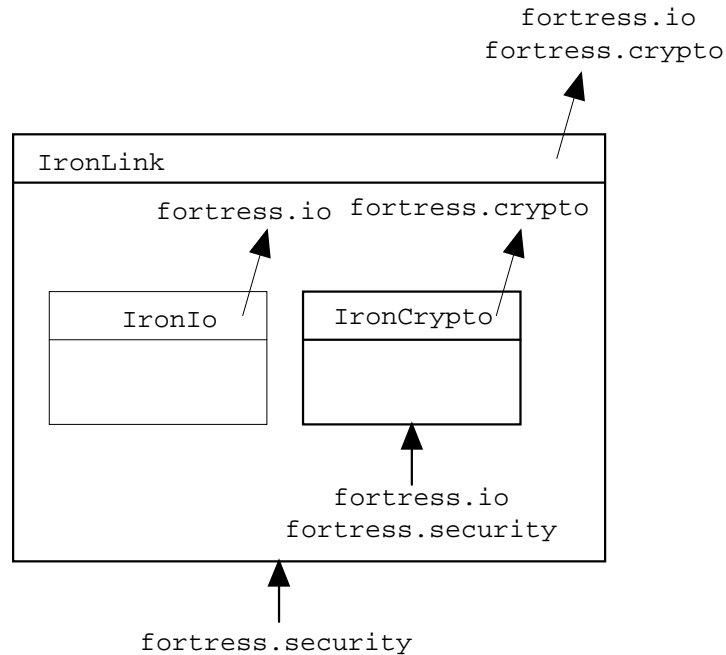 fortress.io
fortress.crypto
IronLink
fortress.io
fortress.crypto
IronIo
IronCrypto
fortress.io
fortress.security
fortress.security